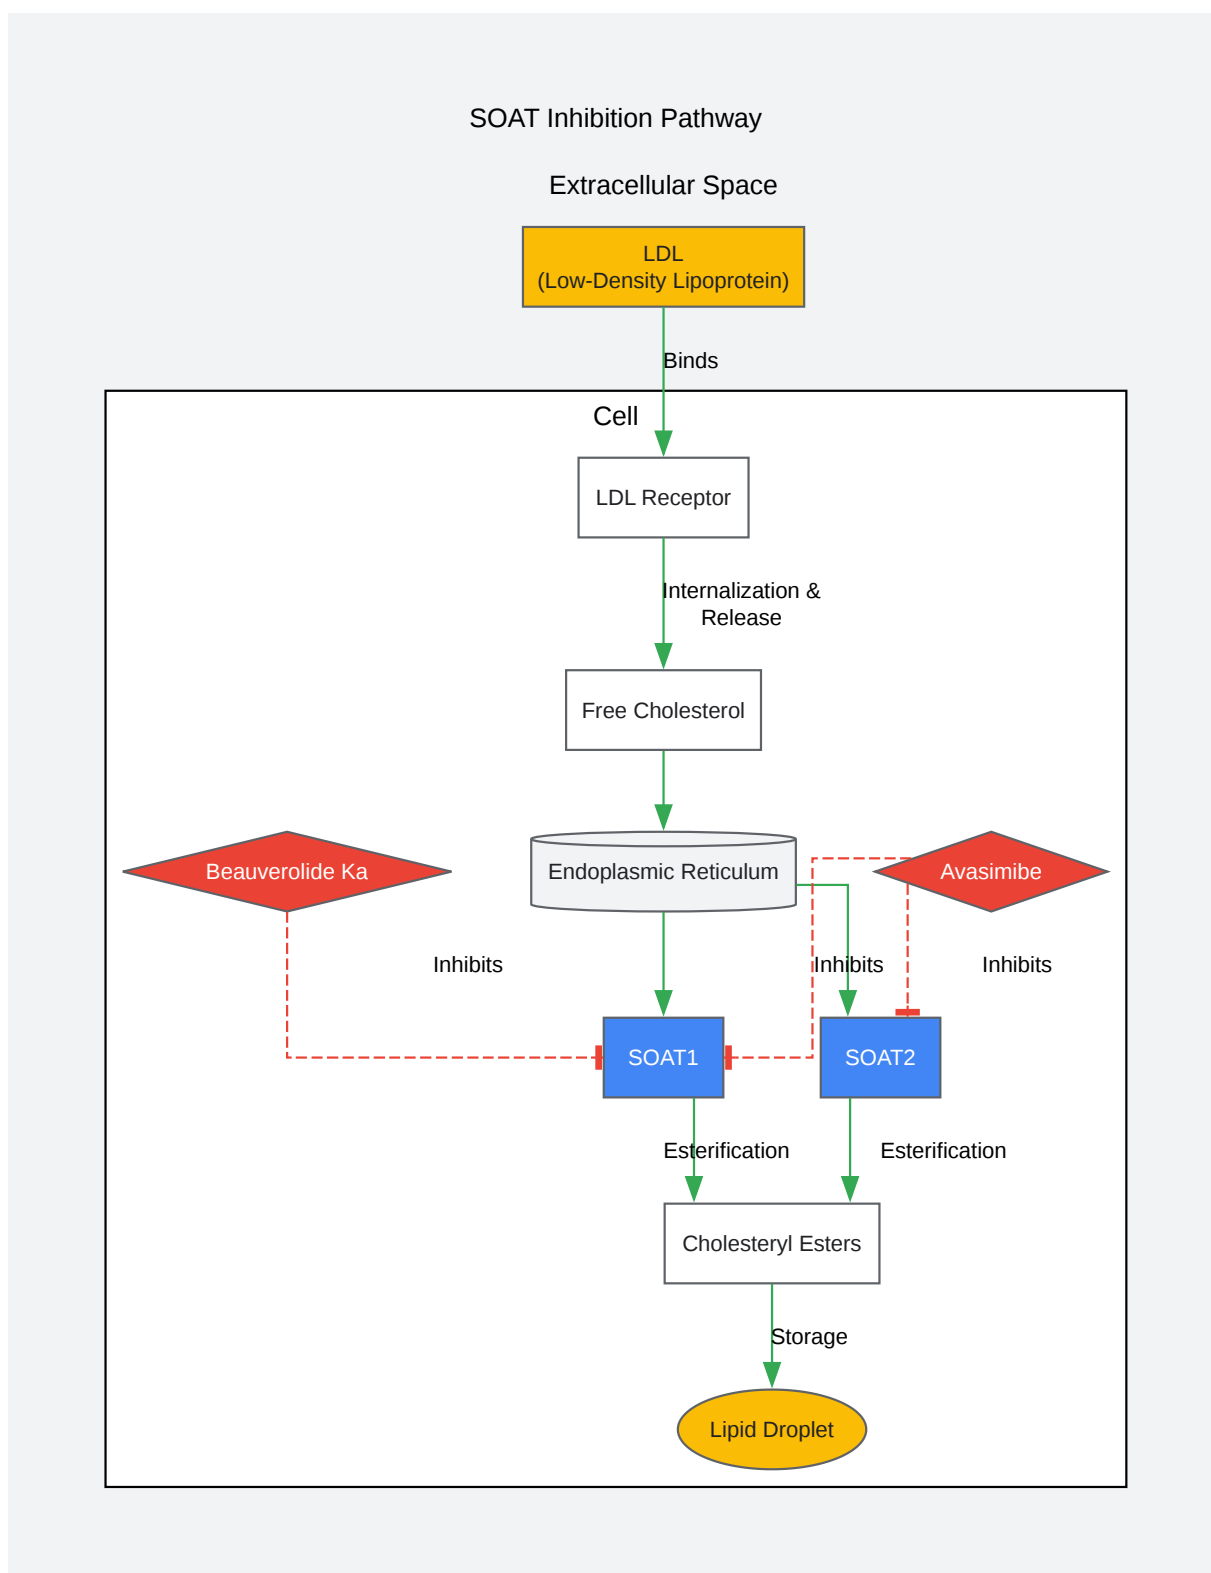 SOAT Inhibition Pathway
Extracellular Space
LDL
(Low-Density Lipoprotein)
Binds
Cell
LDL Receptor
Internalization &
Release
Free Cholesterol
Beauverolide Ka
Endoplasmic Reticulum
Avasimibe
Inhibits
Inhibits
Inhibits
SOAT1
SOAT2
Esterification
Esterification
Cholesteryl Esters
Storage
Lipid Droplet